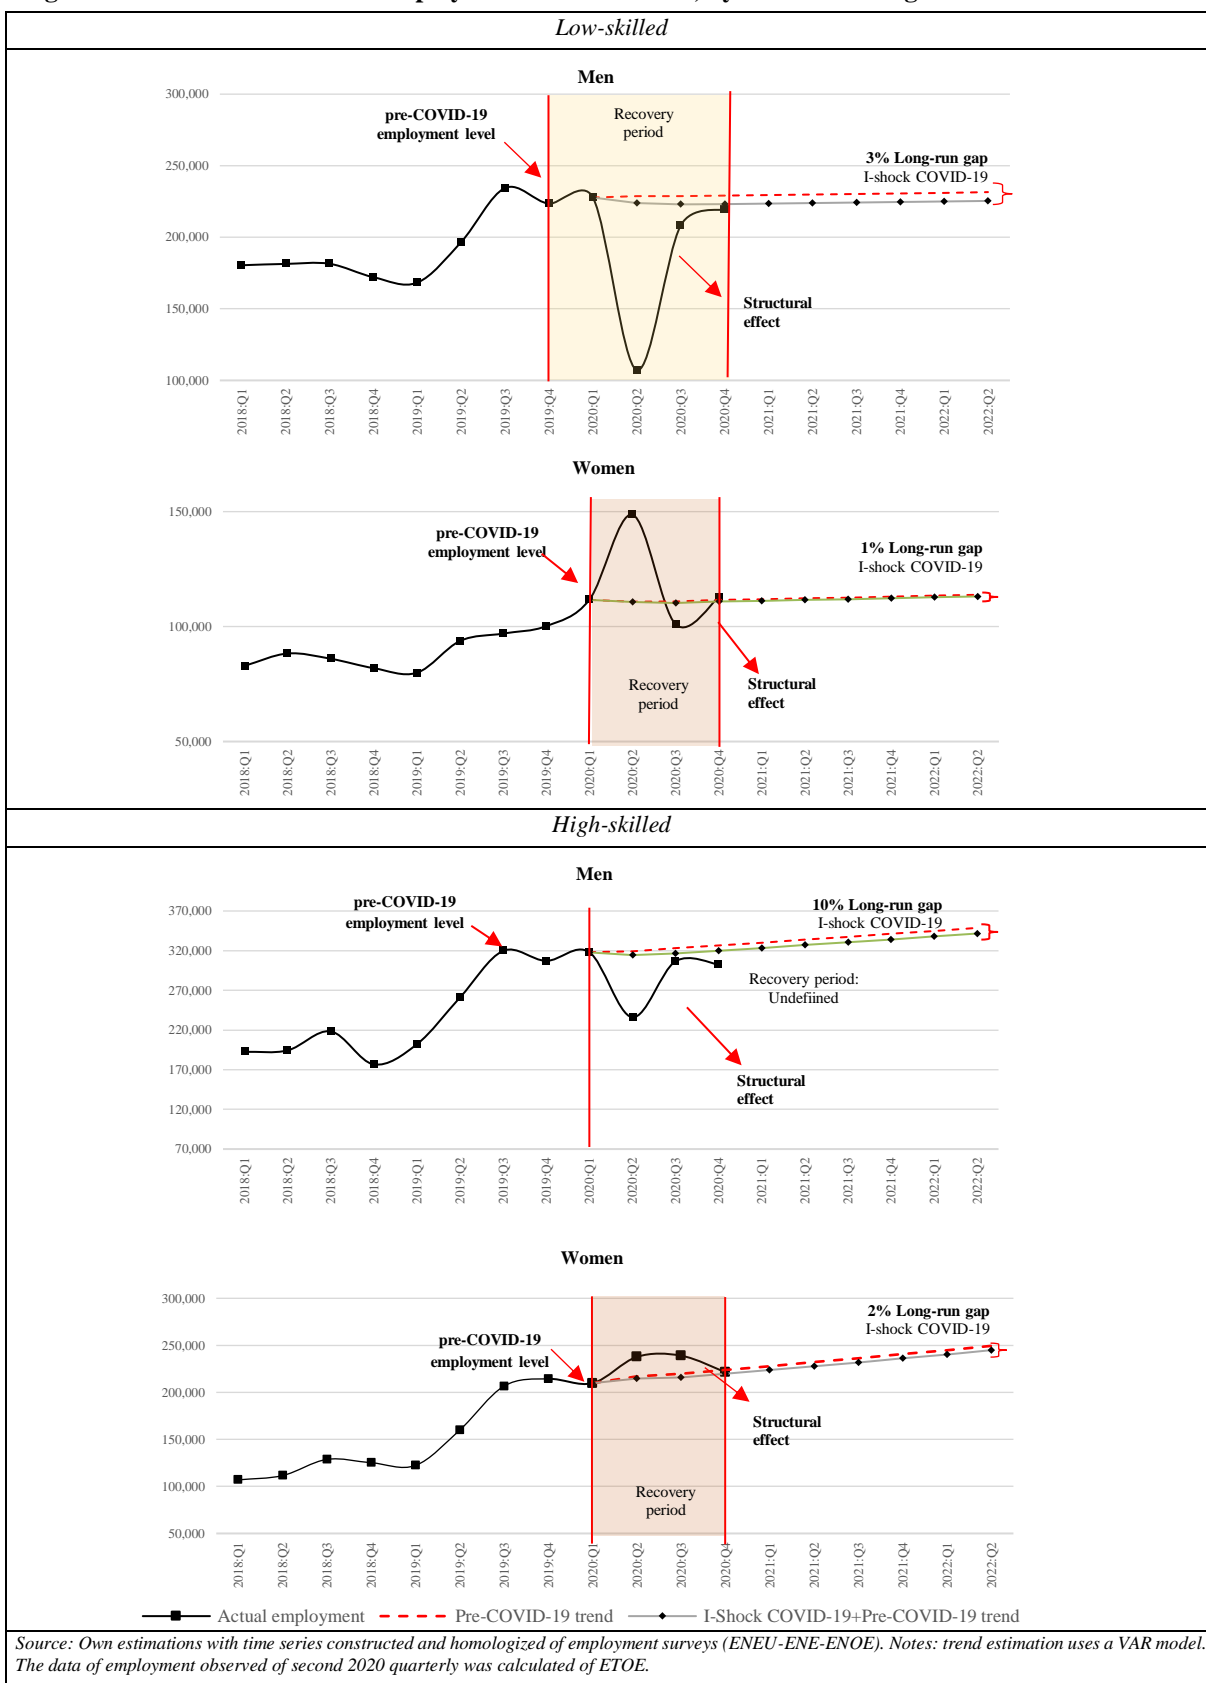 Low-skilled
Men
300,000
250,000
200,000
150,000
100,000
pre-COVID-19
employment level
Recovery
period
3% Long-run gap
I-shock COVID-19
Structural
effect
2018:Q1
2018:Q2
2018:Q3
2018:Q4
2019:Q1
2019:Q2
2019:Q3
2019:Q4
2020:Q1
2020:Q2
2020:Q3
2020:Q4
2021:Q1
2021:Q2
2021:Q3
2021:Q4
2022:Q1
2022:Q2
Women
150,000
100,000
50,000
pre-COVID-19
employment level
1% Long-run gap
I-shock COVID-19
Recovery
period
Structural
effect
2018:Q1
2018:Q2
2018:Q3
2018:Q4
2019:Q1
2019:Q2
2019:Q3
2019:Q4
2020:Q1
2020:Q2
2020:Q3
2020:Q4
2021:Q1
2021:Q2
2021:Q3
2021:Q4
2022:Q1
2022:Q2
High-skilled
Men
370,000
320,000
270,000
220,000
170,000
120,000
70,000
pre-COVID-19
employment level
10% Long-run gap
I-shock COVID-19
Recovery period:
Undefiined
Structural
effect
2018:Q1
2018:Q2
2018:Q3
2018:Q4
2019:Q1
2019:Q2
2019:Q3
2019:Q4
2020:Q1
2020:Q2
2020:Q3
2020:Q4
2021:Q1
2021:Q2
2021:Q3
2021:Q4
2022:Q1
2022:Q2
Women
300,000
250,000
200,000
150,000
100,000
50,000
pre-COVID-19
employment level
2% Long-run gap
I-shock COVID-19
Structural
effect
Recovery
period
2018:Q1
2018:Q2
2018:Q3
2018:Q4
2019:Q1
2019:Q2
2019:Q3
2019:Q4
2020:Q1
2020:Q2
2020:Q3
2020:Q4
2021:Q1
2021:Q2
2021:Q3
2021:Q4
2022:Q1
2022:Q2
Actual employment Pre-COVID-19 trend I-Shock COVID-19+Pre-COVID-19 trend
Source: Own estimations with time series constructed and homologized of employment surveys (ENEU-ENE-ENOE). Notes: trend estimation uses a VAR model.
The data of employment observed of second 2020 quarterly was calculated of ETOE.